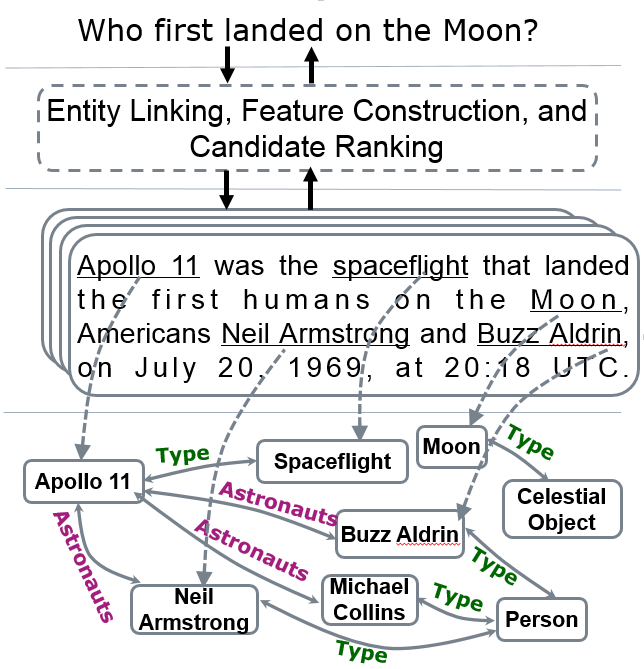 Who first landed on the Moon?
Entity Linking, Feature Construction, and
Candidate Ranking
Apollo 11 was the spaceflight that landed
the first humans on the Moon,
Americans Neil Armstrong and Buzz Aldrin,
on July 20, 1969, at 20:18 UTC.
Type
Spaceflight
Moon
Type
Apollo 11
Astronauts
Celestial
Object
Astronauts
Astronauts
Buzz Aldrin
Type
Neil
Armstrong
Michael
Collins
Type
Person
Type